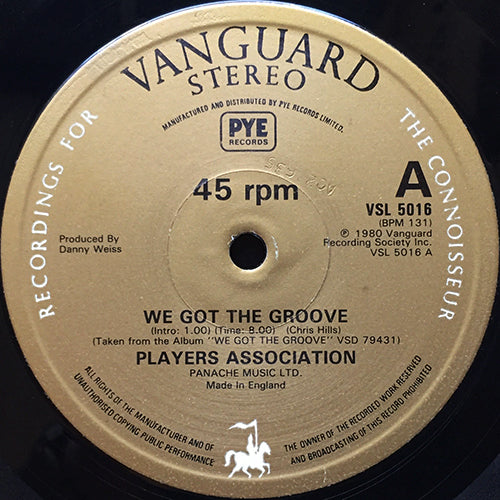 VANGUARD
STEREO
RECORDINGS FOR
THE CONNOISSEUR
MANUFACTURED AND DISTRIBUTED BY PYE RECORDS LIMITED.
PYE
RECORDS
45 rpm
A
VSL 5016
(BPM 131)
℗ 1980 Vanguard
Recording Society Inc.
VSL 5016 A
Produced By
Danny Weiss
WE GOT THE GROOVE
(Intro: 1.00) (Time: 8.00) (Chris Hills)
(Taken from the Album "WE GOT THE GROOVE" VSD 79431)
PLAYERS ASSOCIATION
PANACHE MUSIC LTD.
Made in England
ALL RIGHTS OF THE MANUFACTURER AND OF
UNAUTHORISED COPYING PUBLIC PERFORMANCE
THE OWNER OF THE RECORDED WORK RESERVED
AND BROADCASTING OF THIS RECORD PROHIBITED